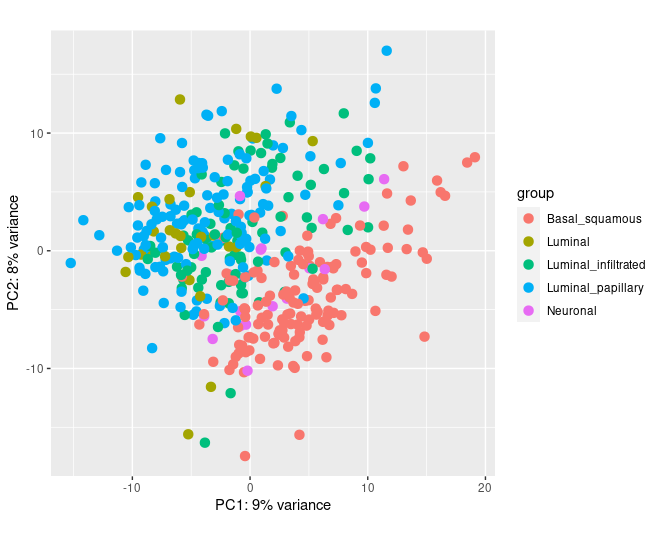 PC2: 8% variance
10
0
-10
-10
0
10
20
PC1: 9% variance
group
Basal_squamous
Luminal
Luminal_infiltrated
Luminal_papillary
Neuronal